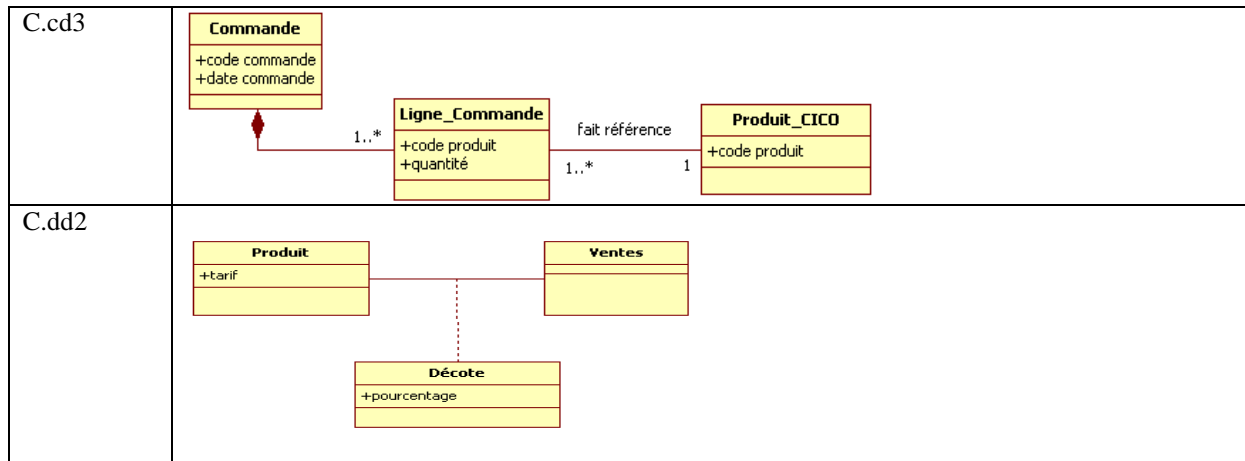 C.cd3
Commande
+code commande
+date commande
1..*
Ligne_Commande
+code produit
+quantité
fait référence
1..*
1
Produit_CICO
+code produit
C.dd2
Produit
+tarif
Ventes
Décote
+pourcentage